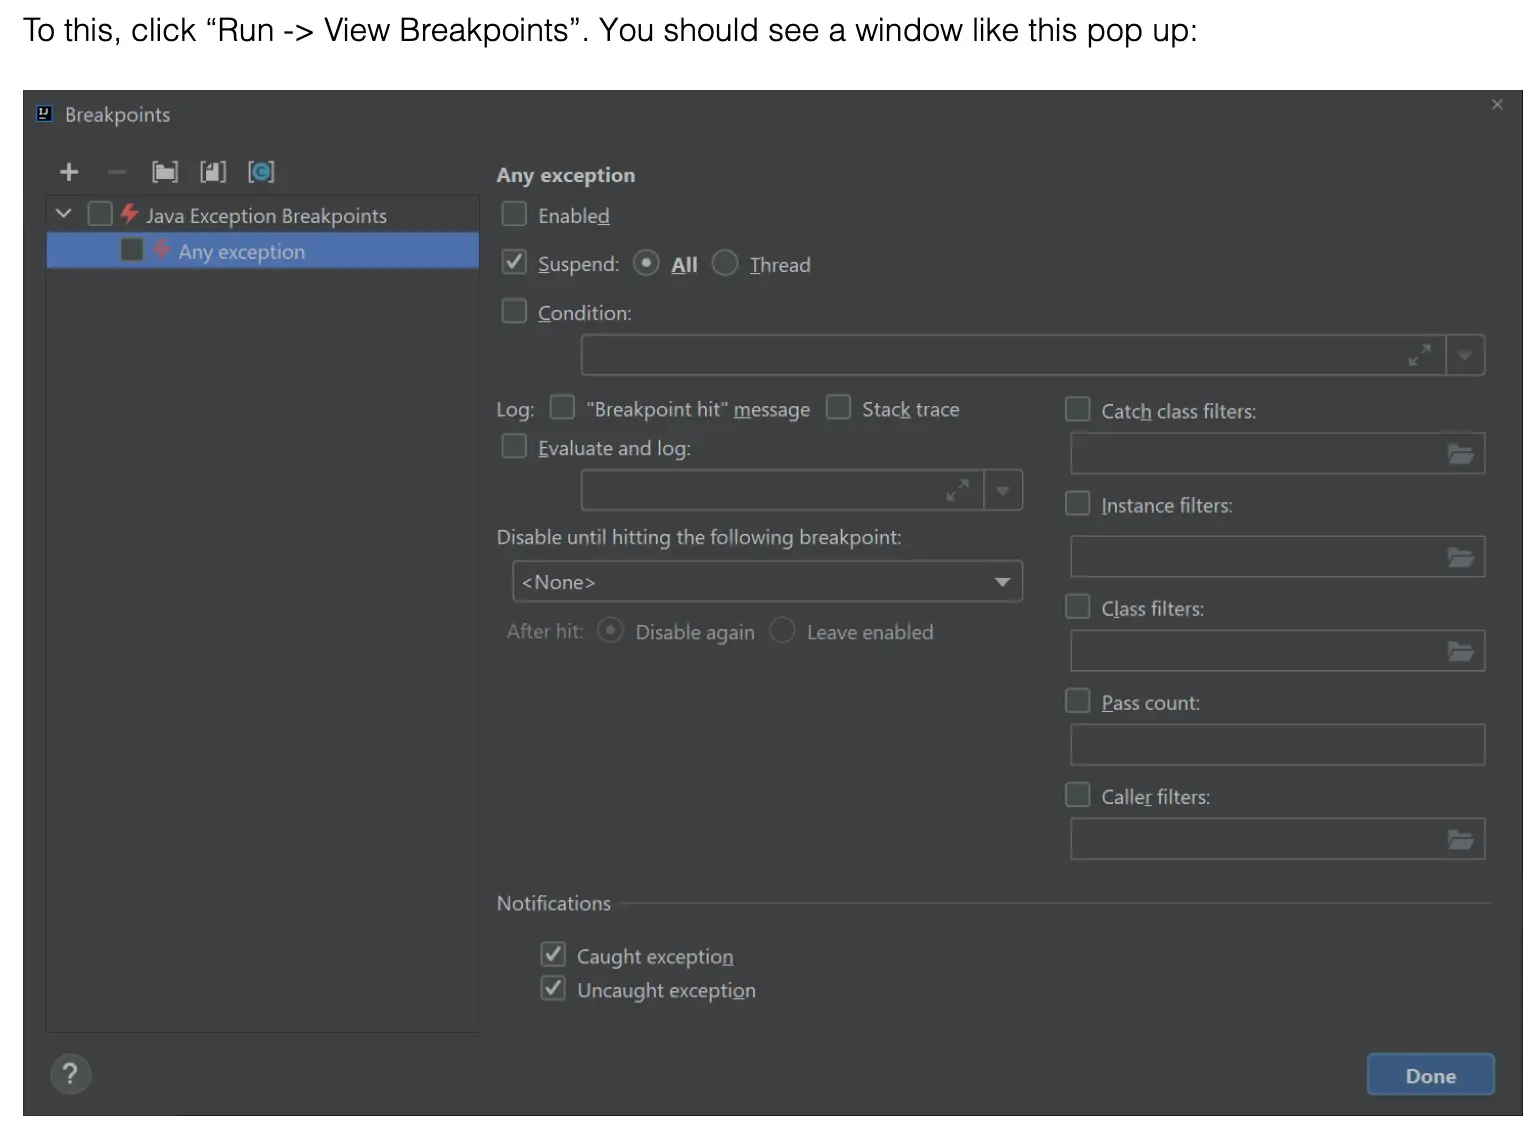 To this, click “Run -> View Breakpoints”. You should see a window like this pop up:
Breakpoints
Java Exception Breakpoints
Any exception
Any exception
Enabled
Suspend: All Thread
Condition:
Log: "Breakpoint hit" message Stack trace
Evaluate and log:
Disable until hitting the following breakpoint:
<None>
After hit: Disable again Leave enabled
Catch class filters:
Instance filters:
Class filters:
Pass count:
Caller filters:
Notifications
Caught exception
Uncaught exception
?
Done